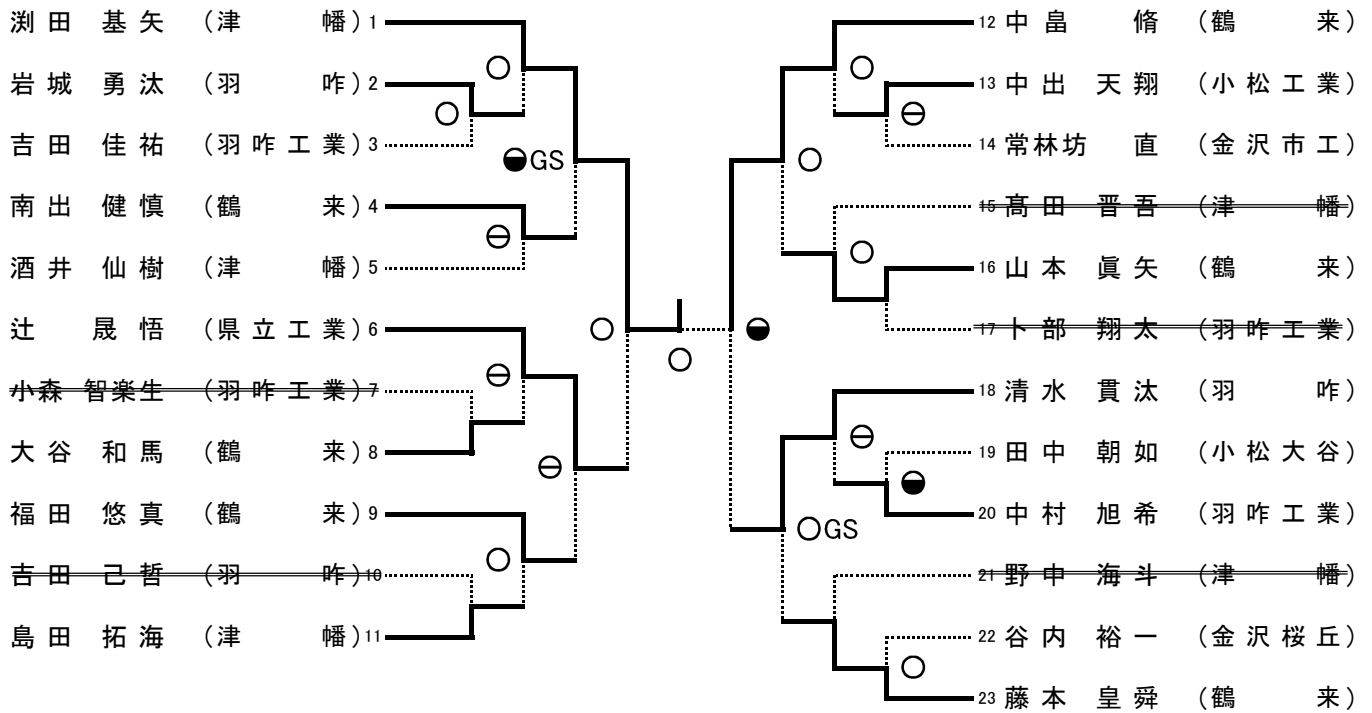 渕田 基矢 (津 幡) 1
岩城 勇汰 (羽 咋) 2
吉田 佳祐 (羽咋工業) 3
GS
南出 健慎 (鶴 来) 4
酒井 仙樹 (津 幡) 5
辻 晟悟 (県立工業) 6
小森 智楽生 (羽咋工業) 7
大谷 和馬 (鶴 来) 8
福田 悠真 (鶴 来) 9
吉田 己哲 (羽 咋) 10
島田 拓海 (津 幡) 11
12 中畠 脩 (鶴 来)
13 中出 天翔 (小松工業)
14 常林坊 直 (金沢市工)
15 髙田 晋吾 (津 幡)
16 山本 眞矢 (鶴 来)
17 卜部 翔太 (羽咋工業)
18 清水 貫汰 (羽 咋)
19 田中 朝如 (小松大谷)
20 中村 旭希 (羽咋工業)
GS
21 野中 海斗 (津 幡)
22 谷内 裕一 (金沢桜丘)
23 藤本 皇舜 (鶴 来)